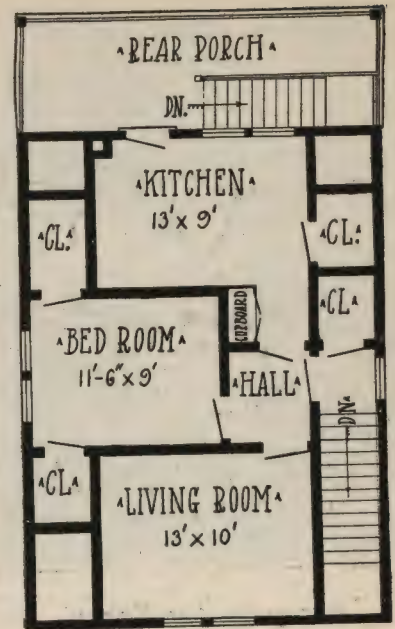 REAR PORCH
DN.
KITCHEN
13' x 9'
CL.
CL.
CL
CUPBOARD
BED ROOM
11'-6" x 9'
HALL
DN
CL
LIVING ROOM
13' x 10'